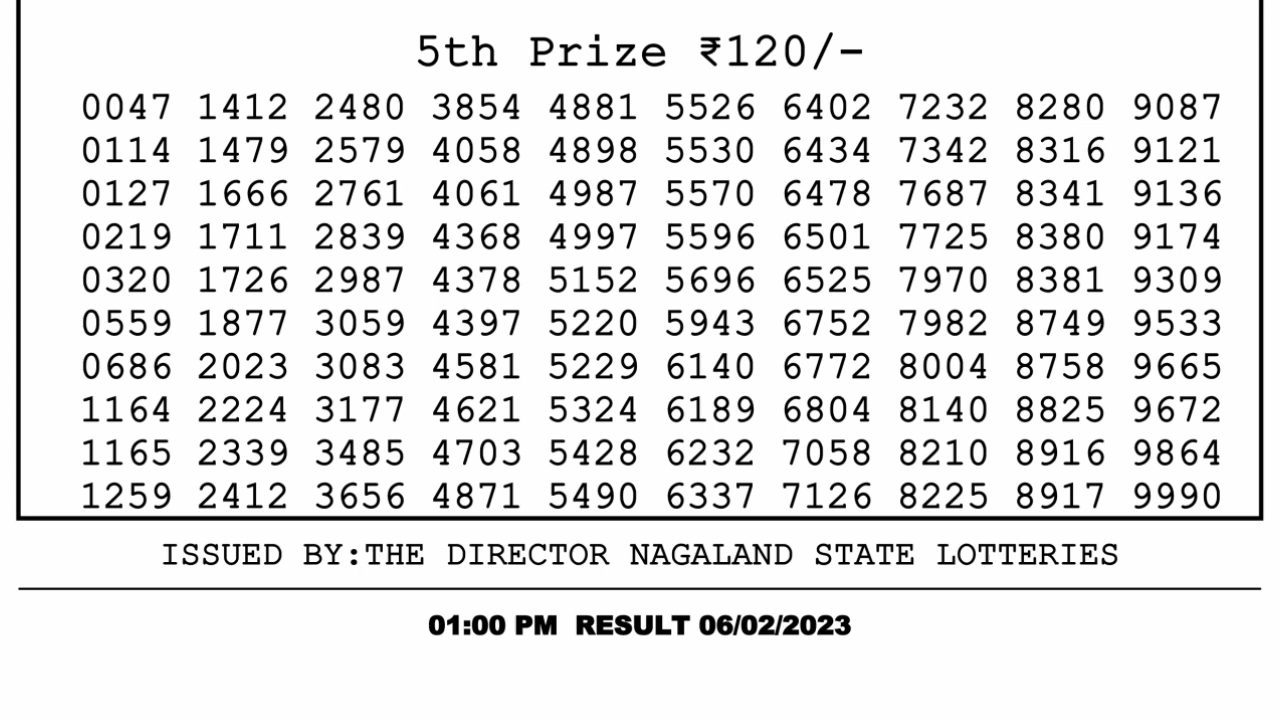 5th Prize ₹120/-
0047 1412 2480 3854 4881 5526 6402 7232 8280 9087
0114 1479 2579 4058 4898 5530 6434 7342 8316 9121
0127 1666 2761 4061 4987 5570 6478 7687 8341 9136
0219 1711 2839 4368 4997 5596 6501 7725 8380 9174
0320 1726 2987 4378 5152 5696 6525 7970 8381 9309
0559 1877 3059 4397 5220 5943 6752 7982 8749 9533
0686 2023 3083 4581 5229 6140 6772 8004 8758 9665
1164 2224 3177 4621 5324 6189 6804 8140 8825 9672
1165 2339 3485 4703 5428 6232 7058 8210 8916 9864
1259 2412 3656 4871 5490 6337 7126 8225 8917 9990
ISSUED BY:THE DIRECTOR NAGALAND STATE LOTTERIES
01:00 PM RESULT 06/02/2023